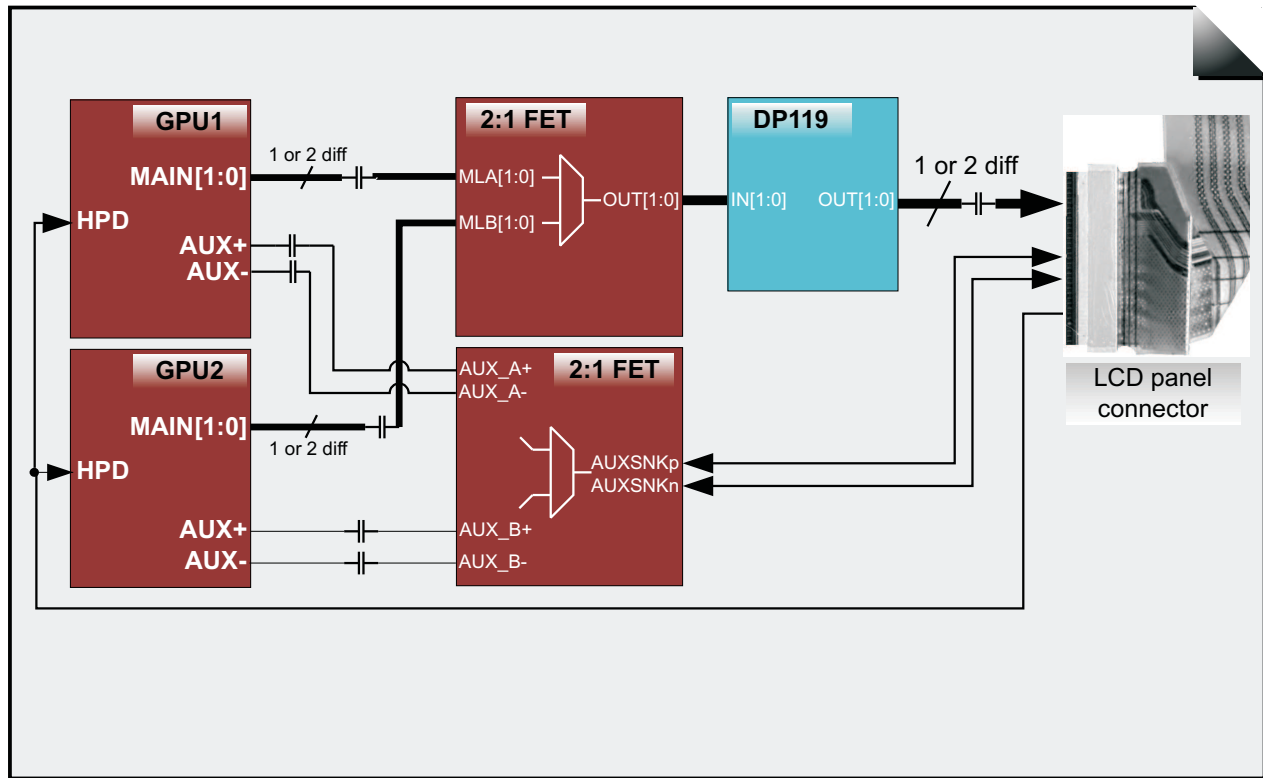 GPU1
MAIN[1:0]
HPD
AUX+
AUX-
1 or 2 diff
2:1 FET
MLA[1:0]
MLB[1:0]
OUT[1:0]
DP119
IN[1:0]
OUT[1:0]
1 or 2 diff
LCD panel
connector
GPU2
MAIN[1:0]
HPD
AUX+
AUX-
1 or 2 diff
AUX_A+
AUX_A-
2:1 FET
AUXSNKp
AUXSNKn
AUX_B+
AUX_B-